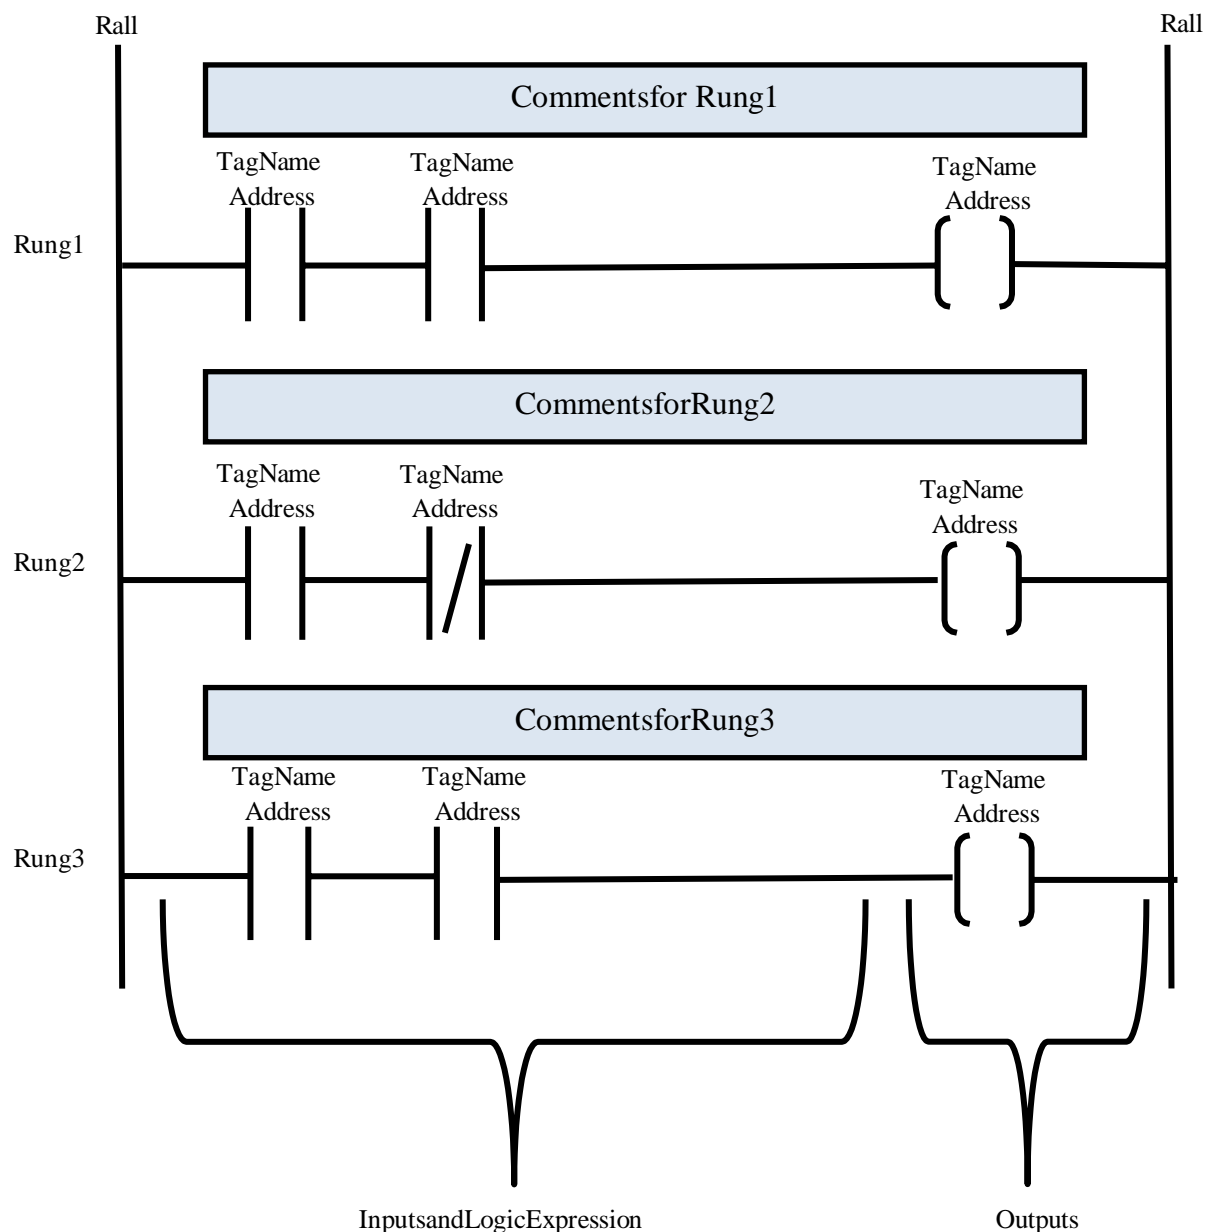 Rall
Rall
Commentsfor Rung1
TagName
Address
TagName
Address
TagName
Address
Rung1
CommentsforRung2
TagName
Address
TagName
Address
TagName
Address
Rung2
CommentsforRung3
TagName
Address
TagName
Address
TagName
Address
Rung3
InputsandLogicExpression
Outputs